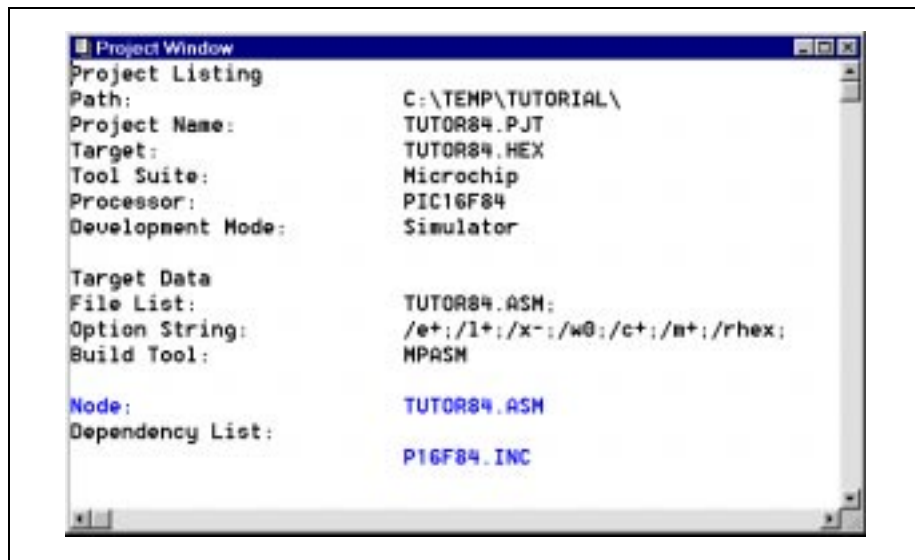 Project Window
Project Listing
Path: C:\TEMP\TUTORIAL\
Project Name: TUTOR84.PJT
Target: TUTOR84.HEX
Tool Suite: Microchip
Processor: PIC16F84
Development Mode: Simulator
Target Data
File List: TUTOR84.ASM;
Option String: /e+;/l+;/x-;/w0;/c+;/m+;/rhex;
Build Tool: MPASM
Node: TUTOR84.ASM
Dependency List:
P16F84.INC